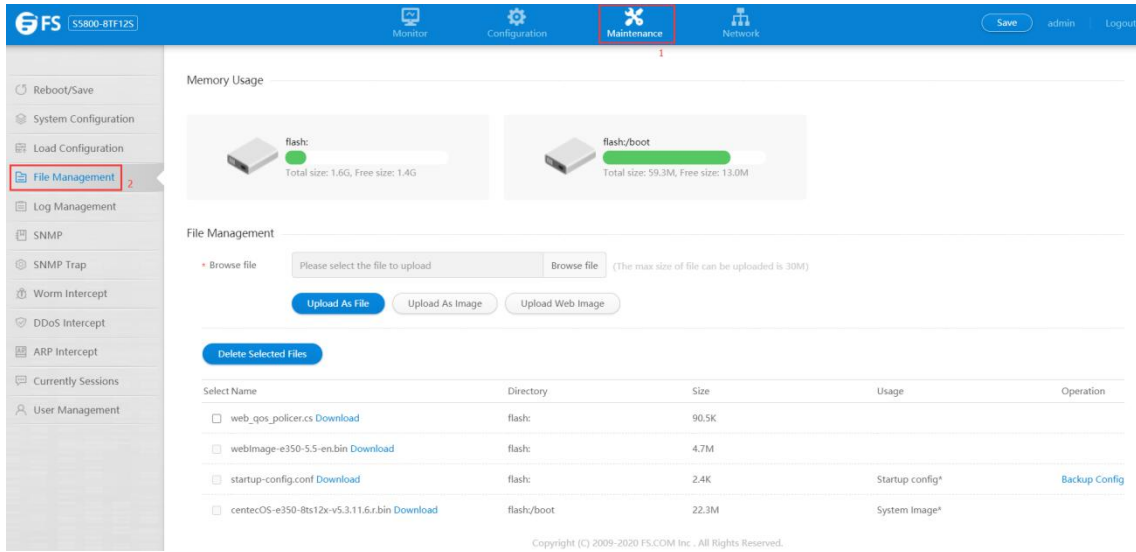 FS S5800-8TF12S
Monitor Configuration Maintenance Network
Save admin Logout
1
Reboot/Save
System Configuration
Load Configuration
File Management 2
Log Management
SNMP
SNMP Trap
Worm Intercept
DDoS Intercept
ARP Intercept
Currently Sessions
User Management
Memory Usage
flash:
Total size: 1.6G, Free size: 1.4G
flash:/boot
Total size: 59.3M, Free size: 13.0M
File Management
* Browse file Please select the file to upload Browse file (The max size of file can be uploaded is 30M)
Upload As File Upload As Image Upload Web Image
Delete Selected Files
Select Name Directory Size Usage Operation
web_qos_policer.cs Download flash: 90.5K
webImage-e350-5.5-en.bin Download flash: 4.7M
startup-config.conf Download flash: 2.4K Startup config* Backup Config
centecOS-e350-8ts12x-v5.3.11.6.r.bin Download flash:/boot 22.3M System Image*
Copyright (C) 2009-2020 FS.COM Inc . All Rights Reserved.